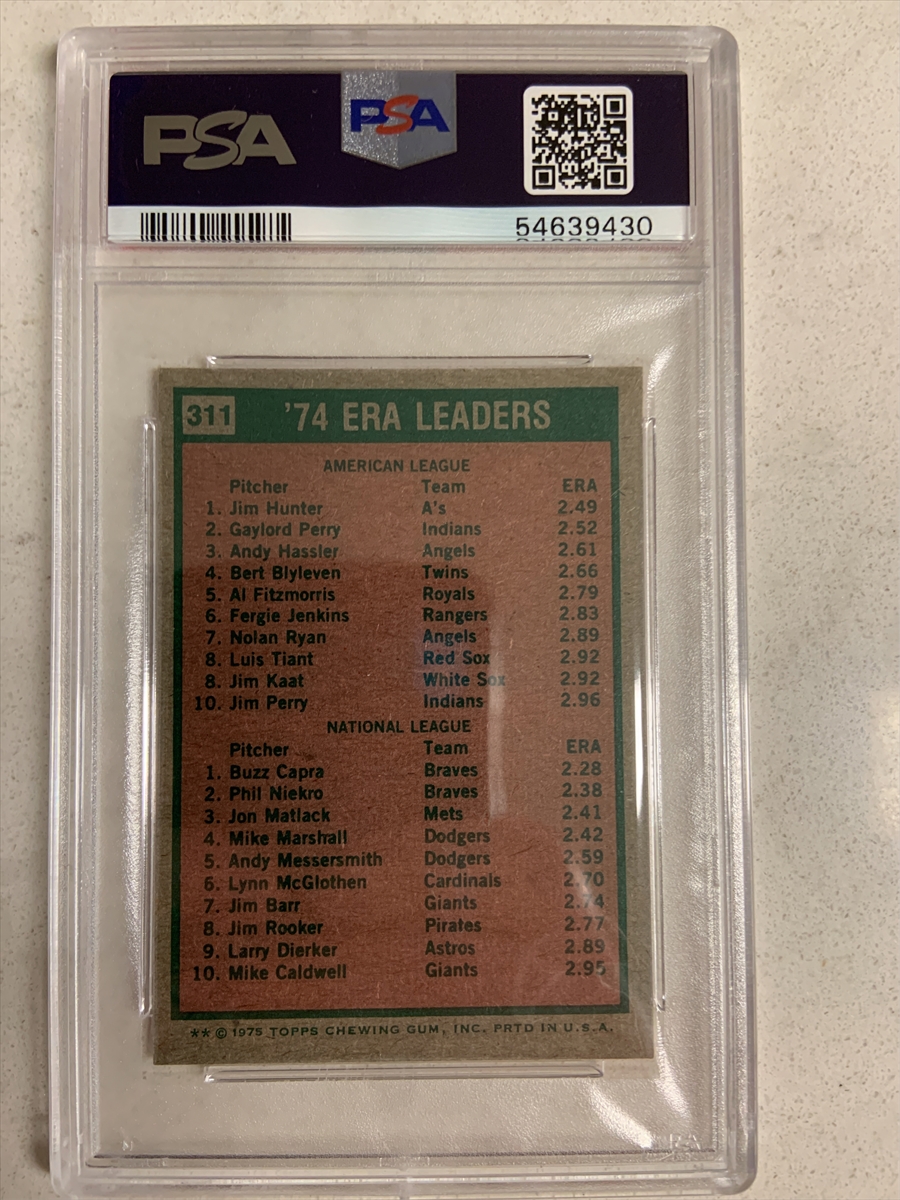 PSA
PSA
54639430
311 '74 ERA LEADERS
AMERICAN LEAGUE
Pitcher Team ERA
1. Jim Hunter A's 2.49
2. Gaylord Perry Indians 2.52
3. Andy Hassler Angels 2.61
4. Bert Blyleven Twins 2.66
5. Al Fitzmorris Royals 2.79
6. Fergie Jenkins Rangers 2.83
7. Nolan Ryan Angels 2.89
8. Luis Tiant Red Sox 2.92
8. Jim Kaat White Sox 2.92
10. Jim Perry Indians 2.96
NATIONAL LEAGUE
Pitcher Team ERA
1. Buzz Capra Braves 2.28
2. Phil Niekro Braves 2.38
3. Jon Matlack Mets 2.41
4. Mike Marshall Dodgers 2.42
5. Andy Messersmith Dodgers 2.59
6. Lynn McGlothen Cardinals 2.70
7. Jim Barr Giants 2.74
8. Jim Rooker Pirates 2.77
9. Larry Dierker Astros 2.89
10. Mike Caldwell Giants 2.95
** © 1975 TOPPS CHEWING GUM, INC. PRTD IN U.S.A.